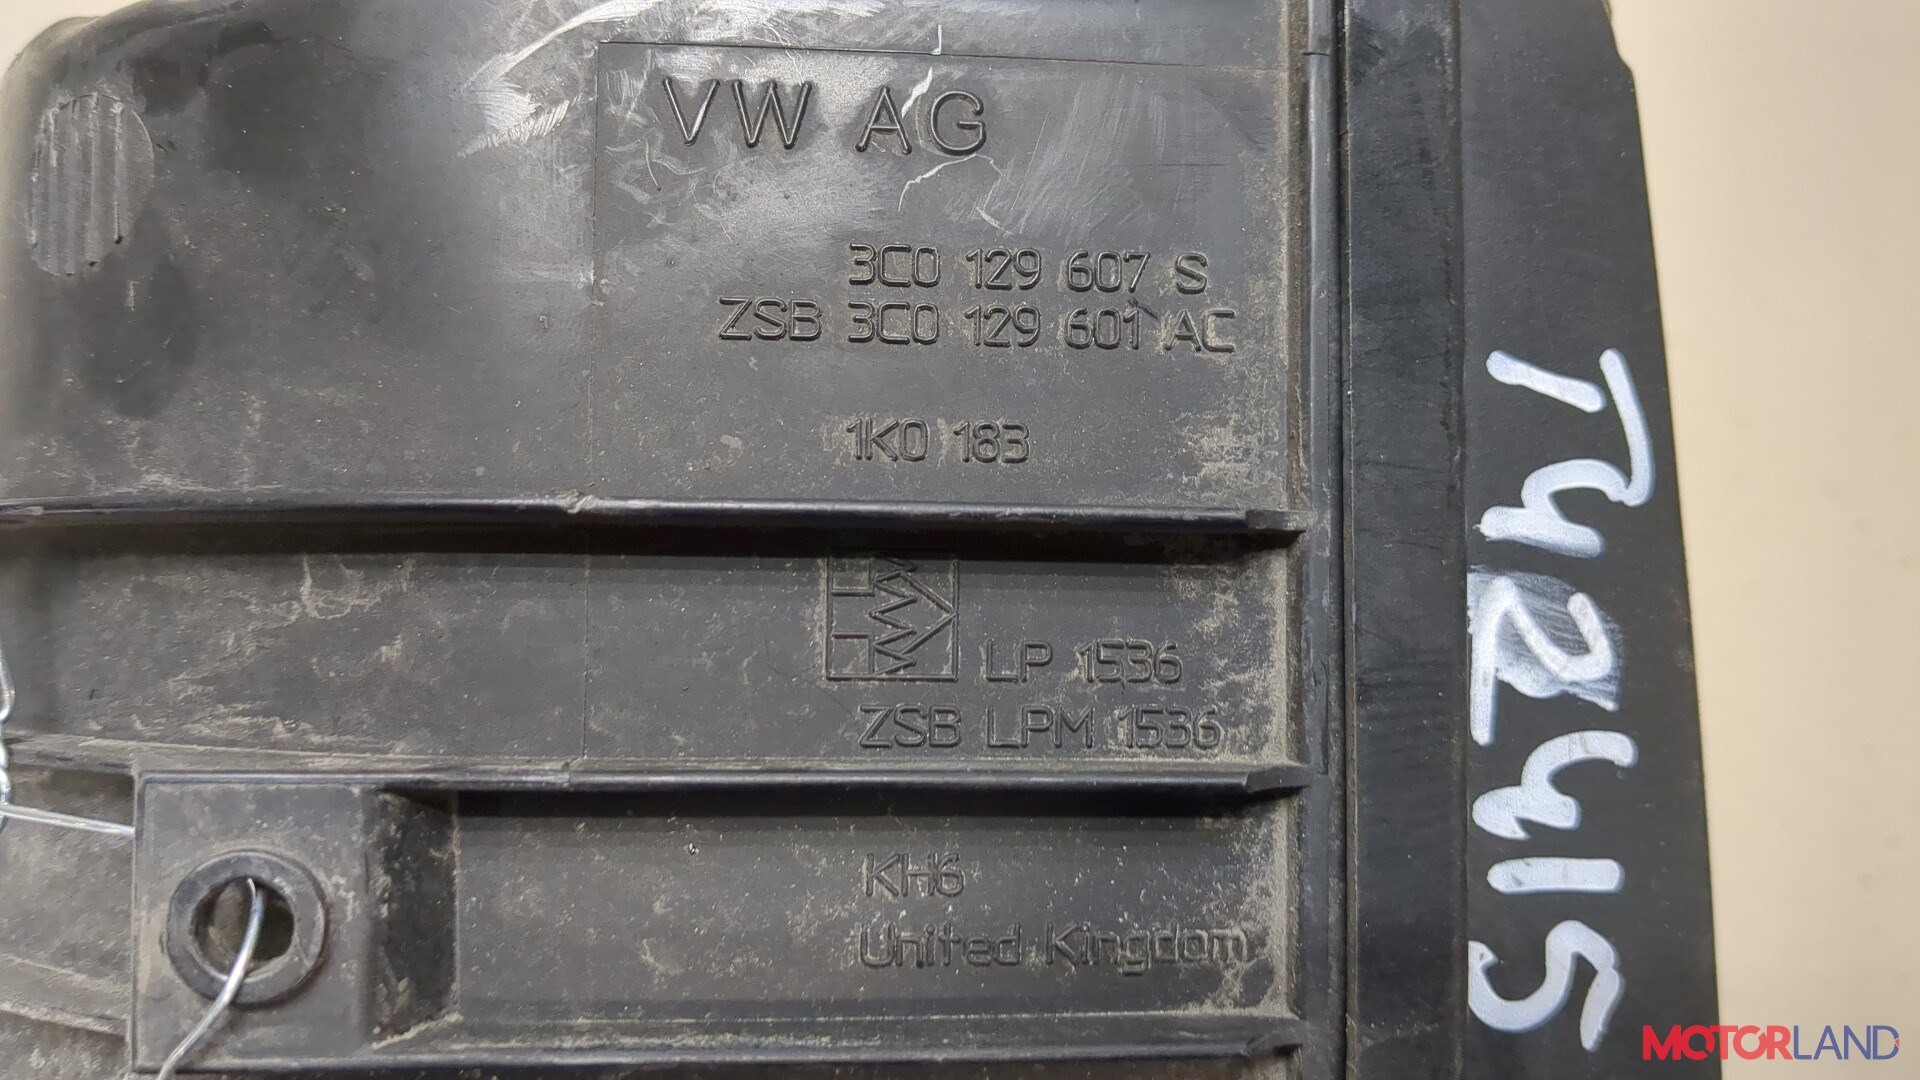 VW AG
3C0 129 607 S
ZSB 3C0 129 601 AC
1K0 183
LP 1536
ZSB LPM 1536
KH6
United Kingdom
T42415
MOTORLAND